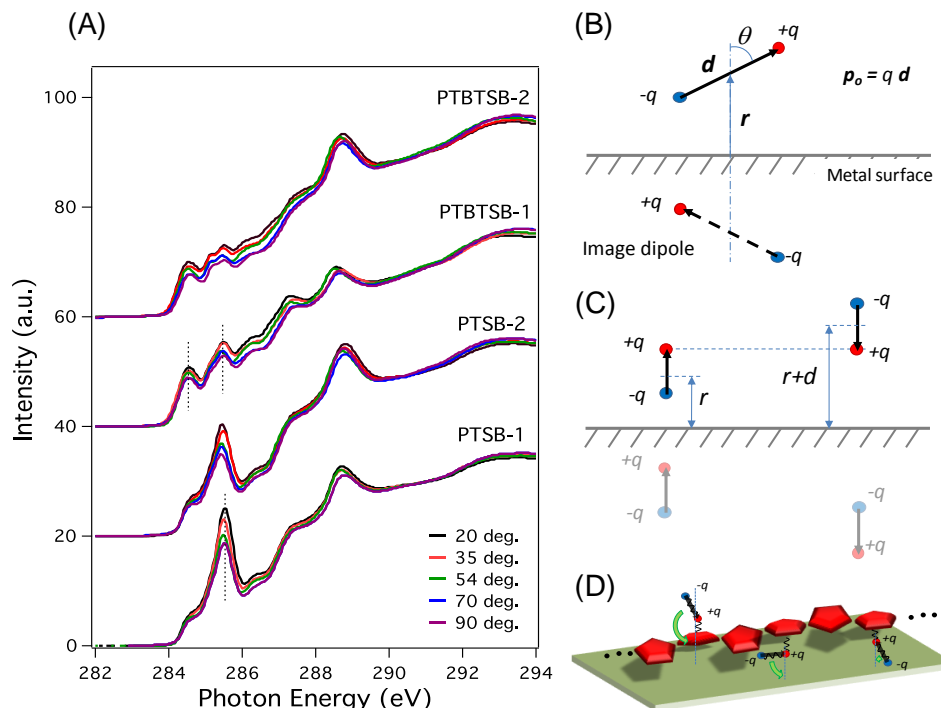 (A)
100
80
60
40
20
0
Intensity (a.u.)
282
284
286
288
290
292
294
Photon Energy (eV)
PTBTSB-2
PTBTSB-1
PTSB-2
PTSB-1
20 deg.
35 deg.
54 deg.
70 deg.
90 deg.
(B)
+q
θ
d
-q
pₒ = q d
r
Metal surface
+q
Image dipole
-q
(C)
-q
+q
+q
-q
r
r+d
+q
-q
-q
+q
(D)
-q
+q
-q
+q
+q
-q